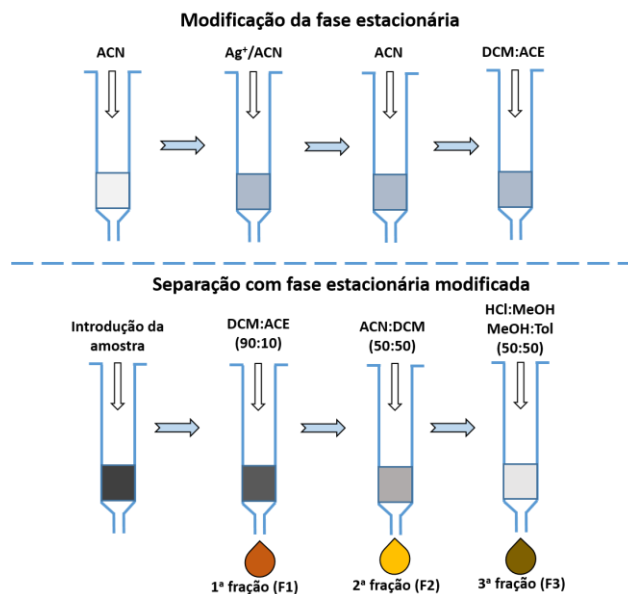 Modificação da fase estacionária
ACN
Ag⁺/ACN
ACN
DCM:ACE
Separação com fase estacionária modificada
Introdução da
amostra
DCM:ACE
(90:10)
ACN:DCM
(50:50)
HCl:MeOH
MeOH:Tol
(50:50)
1ª fração (F1)
2ª fração (F2)
3ª fração (F3)